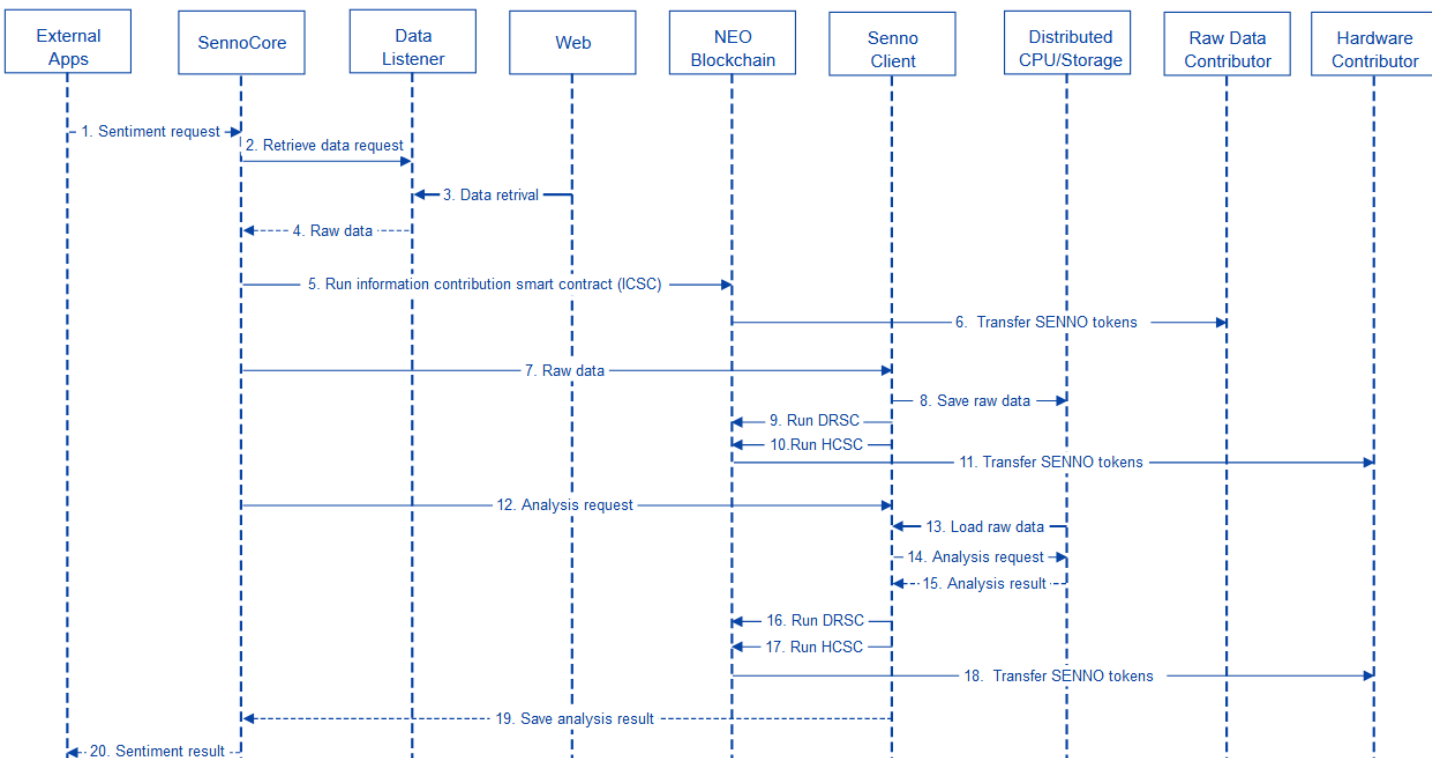 External
Apps
SennoCore
Data
Listener
Web
NEO
Blockchain
Senno
Client
Distributed
CPU/Storage
Raw Data
Contributor
Hardware
Contributor
1. Sentiment request
2. Retrieve data request
3. Data retrival
4. Raw data
5. Run information contribution smart contract (ICSC)
6. Transfer SENNO tokens
7. Raw data
8. Save raw data
9. Run DRSC
10.Run HCSC
11. Transfer SENNO tokens
12. Analysis request
13. Load raw data
14. Analysis request
15. Analysis result
16. Run DRSC
17. Run HCSC
18. Transfer SENNO tokens
19. Save analysis result
20. Sentiment result